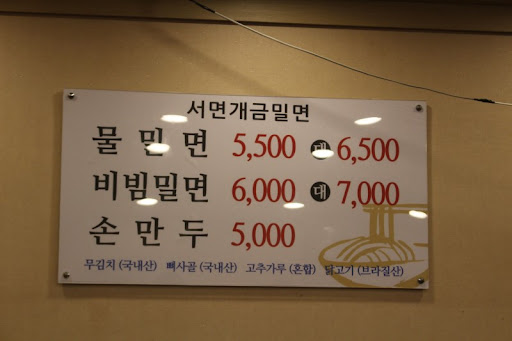 서면개금밀면
물밀면 5,500 대 6,500
비빔밀면 6,000 대 7,000
손만두 5,000
무김치 (국내산) 뼈사골 (국내산) 고추가루 (혼합) 닭고기 (브라질산)